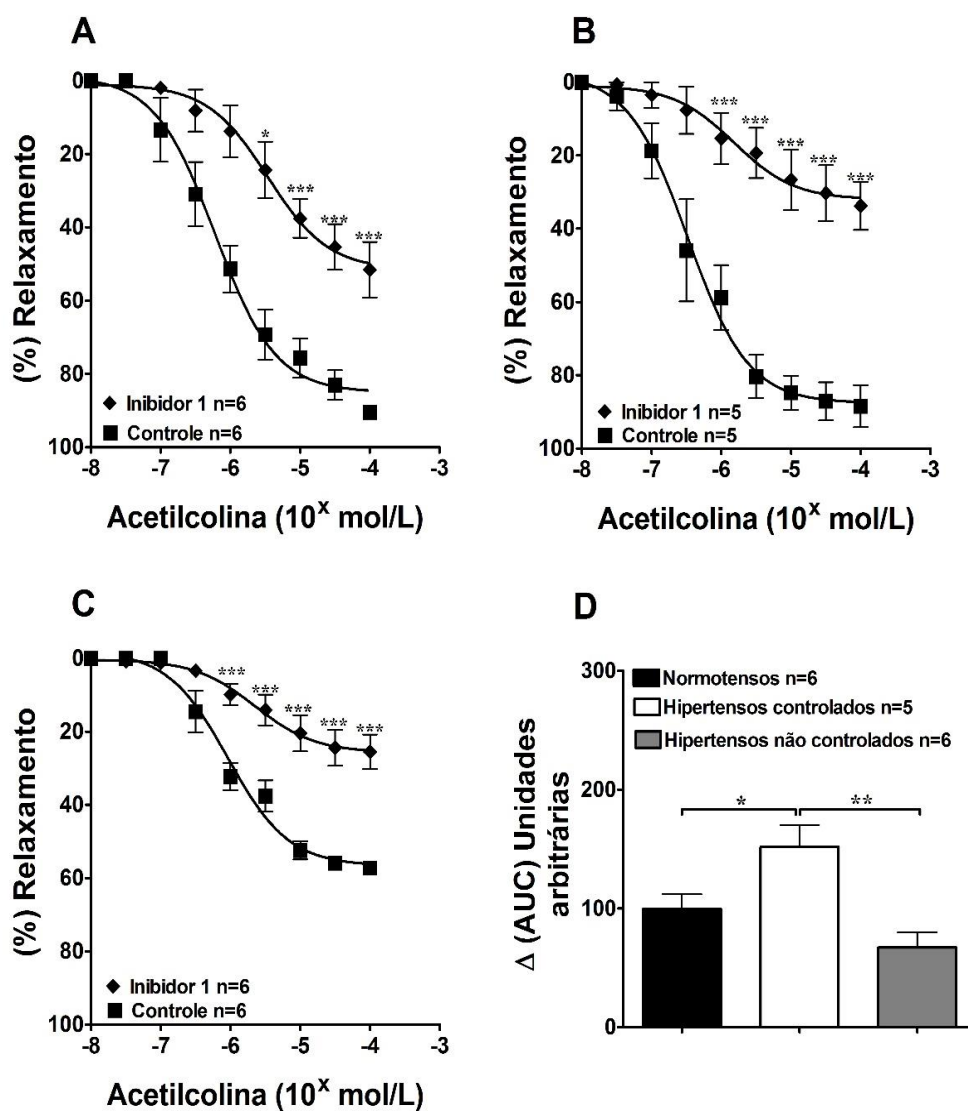 A
0
20
40
60
80
100
(%) Relaxamento
*
***
***
***
Inibidor 1 n=6
Controle n=6
-8 -7 -6 -5 -4 -3
Acetilcolina (10^x mol/L)
B
0
20
40
60
80
100
(%) Relaxamento
***
***
***
***
***
Inibidor 1 n=5
Controle n=5
-8 -7 -6 -5 -4 -3
Acetilcolina (10^x mol/L)
C
0
20
40
60
80
100
(%) Relaxamento
***
***
***
***
***
Inibidor 1 n=6
Controle n=6
-8 -7 -6 -5 -4 -3
Acetilcolina (10^x mol/L)
D
300
200
100
0
Δ (AUC) Unidades
arbitrárias
Normotensos n=6
Hipertensos controlados n=5
Hipertensos não controlados n=6
* **